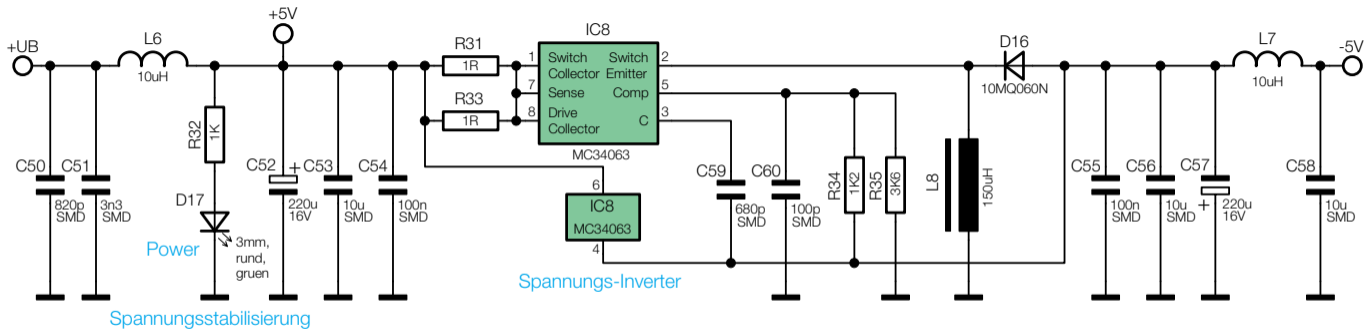 +UB
L6
10uH
+5V
R31
1R
R33
1R
IC8
1
Switch
Collector
7
Sense
8
Drive
Collector
Switch
Emitter
2
Comp
5
C
3
MC34063
D16
10MQ060N
L7
10uH
-5V
C50
820p
SMD
C51
3n3
SMD
R32
1K
D17
3mm,
rund,
gruen
Power
C52
+
220u
16V
C53
10u
SMD
C54
100n
SMD
6
IC8
MC34063
4
C59
680p
SMD
C60
100p
SMD
R34
1K2
R35
3K6
L8
150uH
C55
100n
SMD
C56
10u
SMD
C57
+
220u
16V
C58
10u
SMD
Spannungs-Inverter
Spannungsstabilisierung